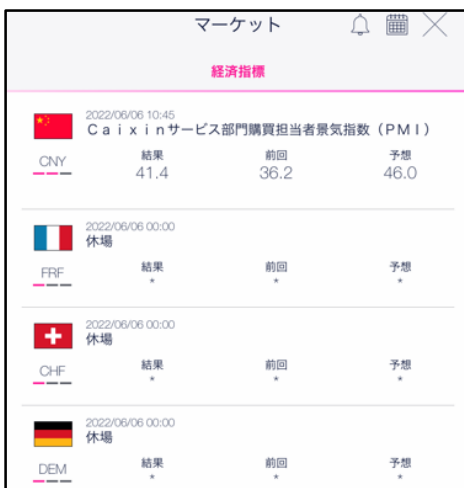 マーケット
経済指標
2022/06/06 10:45
Ｃａｉｘｉｎサービス部門購買担当者景気指数（ＰＭＩ）
CNY 結果 前回 予想
41.4 36.2 46.0
2022/06/06 00:00
休場
FRF 結果 前回 予想
* * *
2022/06/06 00:00
休場
CHF 結果 前回 予想
* * *
2022/06/06 00:00
休場
DEM 結果 前回 予想
* * *